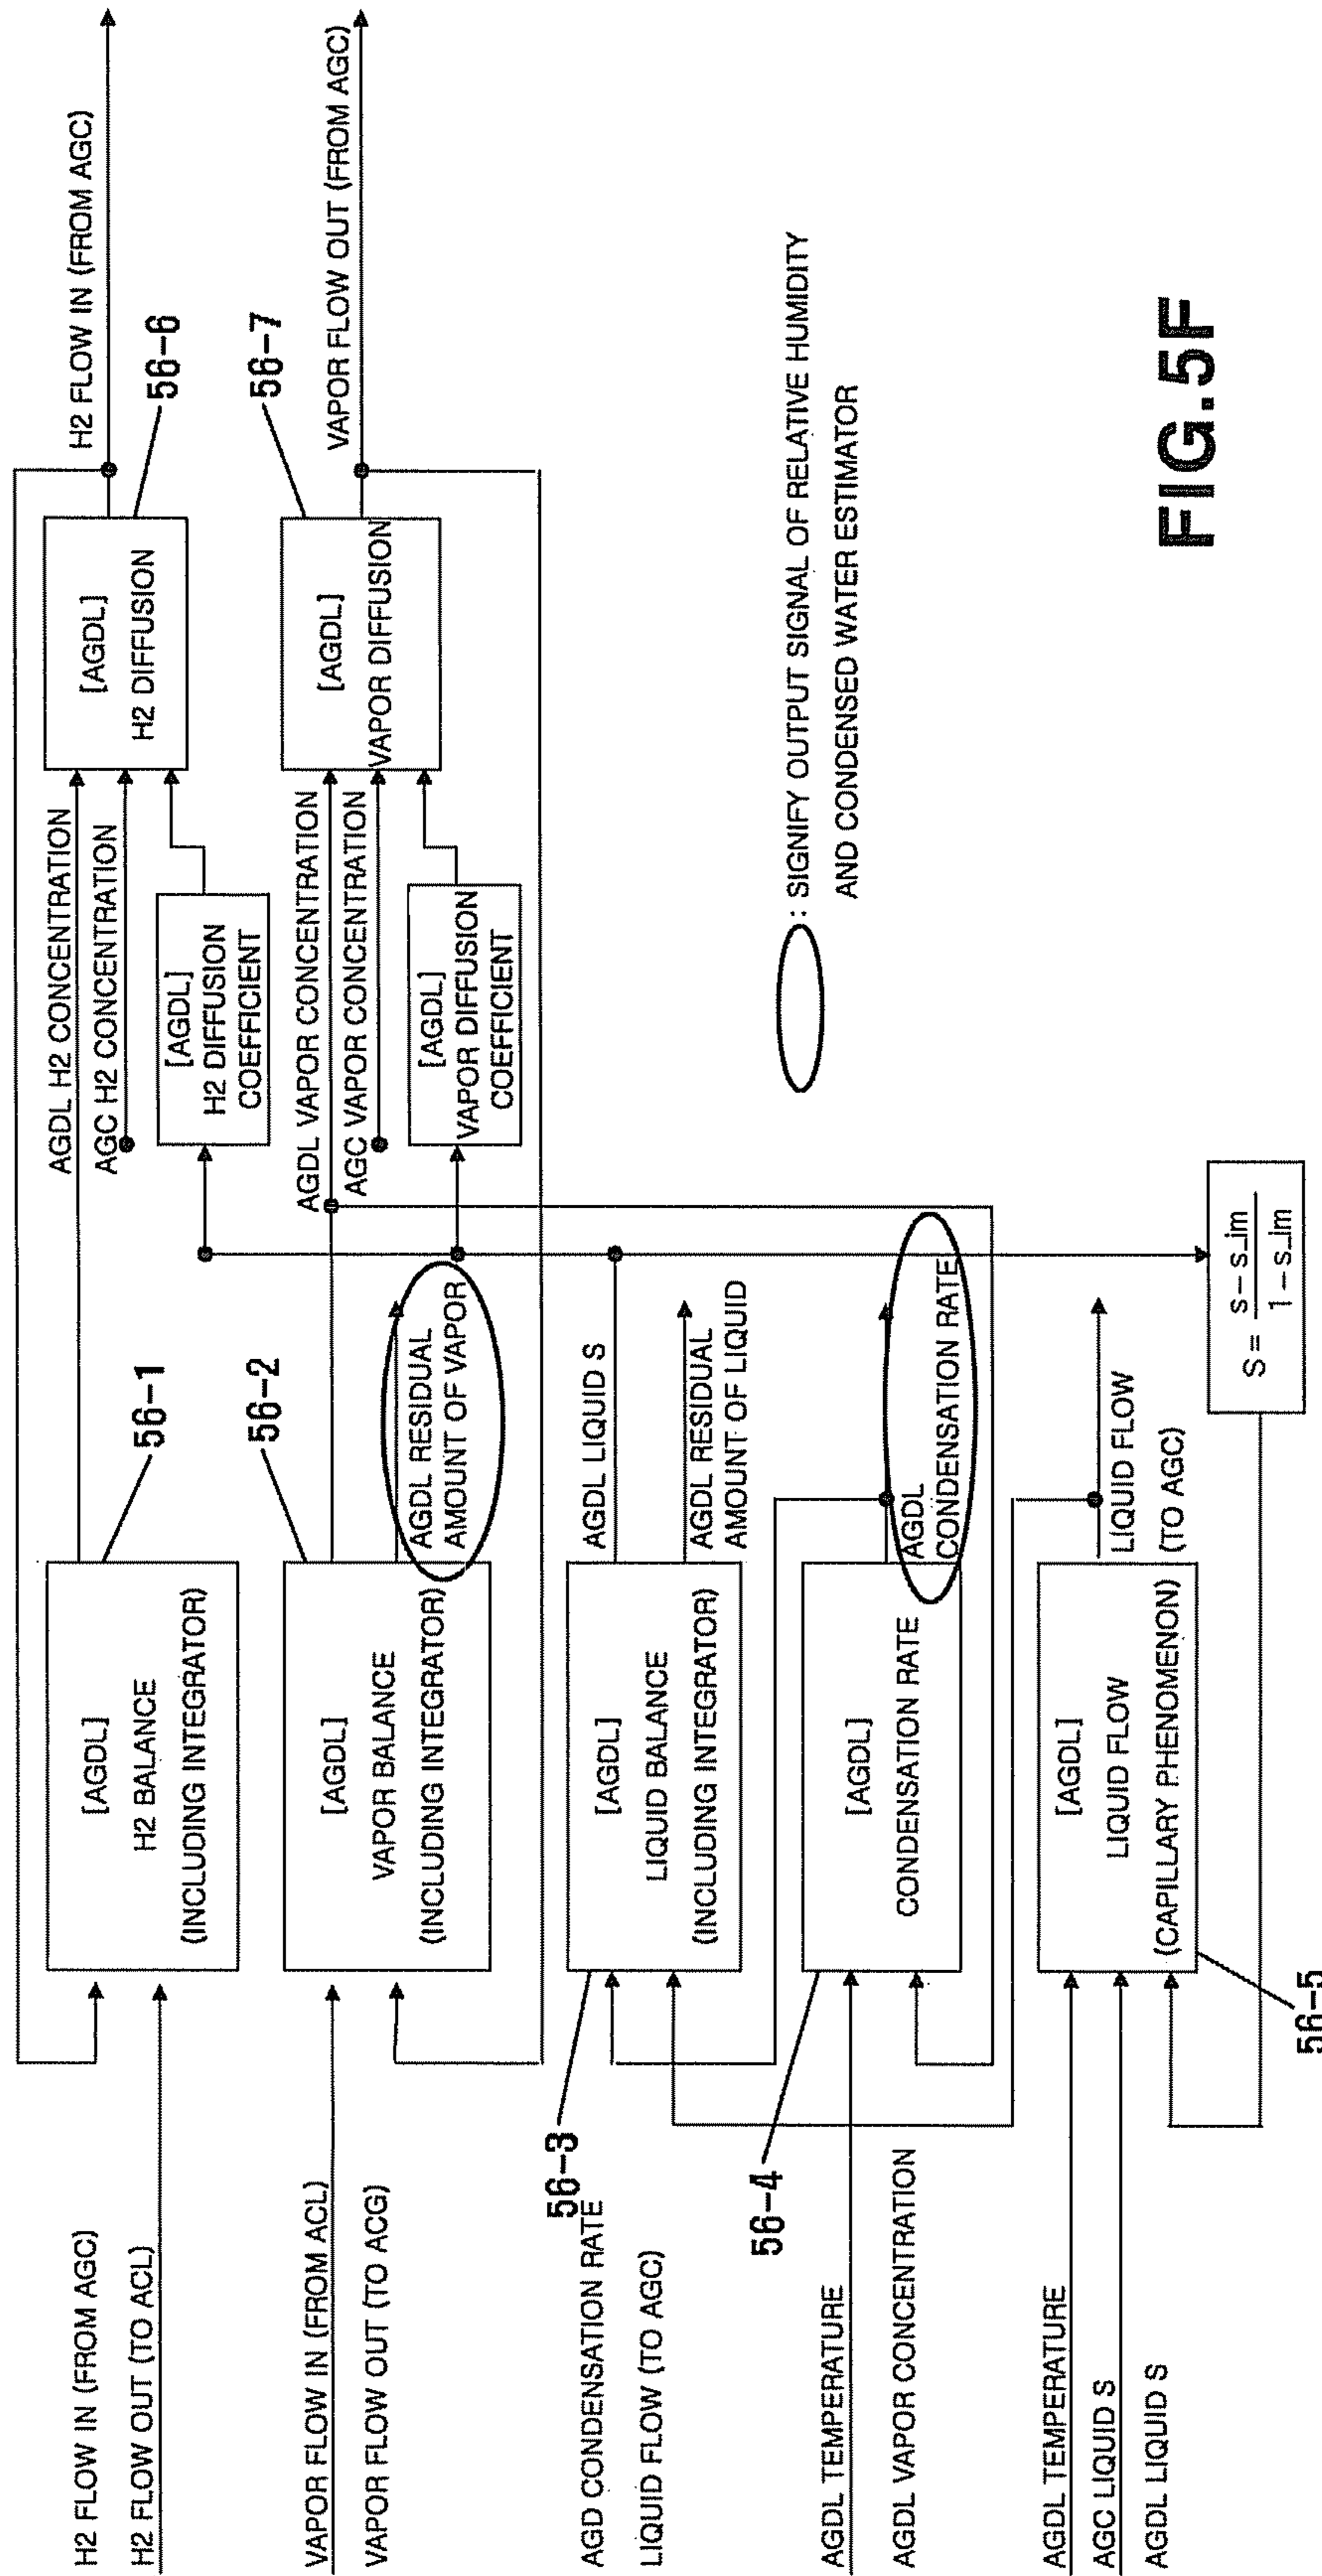 H2 FLOW IN (FROM AGC)
H2 FLOW OUT (TO ACL)
[AGDL]
H2 BALANCE
(INCLUDING INTEGRATOR)
56-1
AGDL H2 CONCENTRATION
AGC H2 CONCENTRATION
[AGDL]
H2 DIFFUSION
COEFFICIENT
[AGDL]
H2 DIFFUSION
56-6
H2 FLOW IN (FROM AGC)
VAPOR FLOW IN (FROM ACL)
VAPOR FLOW OUT (TO ACG)
[AGDL]
VAPOR BALANCE
(INCLUDING INTEGRATOR)
56-2
AGDL RESIDUAL
AMOUNT OF VAPOR
AGDL VAPOR CONCENTRATION
AGC VAPOR CONCENTRATION
[AGDL]
VAPOR DIFFUSION
COEFFICIENT
[AGDL]
VAPOR DIFFUSION
56-7
VAPOR FLOW OUT (FROM AGC)
AGD CONDENSATION RATE
LIQUID FLOW (TO AGC)
56-3
[AGDL]
LIQUID BALANCE
(INCLUDING INTEGRATOR)
AGDL LIQUID S
AGDL RESIDUAL
AMOUNT OF LIQUID
AGDL TEMPERATURE
AGDL VAPOR CONCENTRATION
56-4
[AGDL]
CONDENSATION RATE
AGDL
CONDENSATION RATE
AGDL TEMPERATURE
AGC LIQUID S
AGDL LIQUID S
[AGDL]
LIQUID FLOW
(CAPILLARY PHENOMENON)
56-5
LIQUID FLOW
(TO AGC)
S = s - s_im
1 - s_im
: SIGNIFY OUTPUT SIGNAL OF RELATIVE HUMIDITY
AND CONDENSED WATER ESTIMATOR
FIG.5F